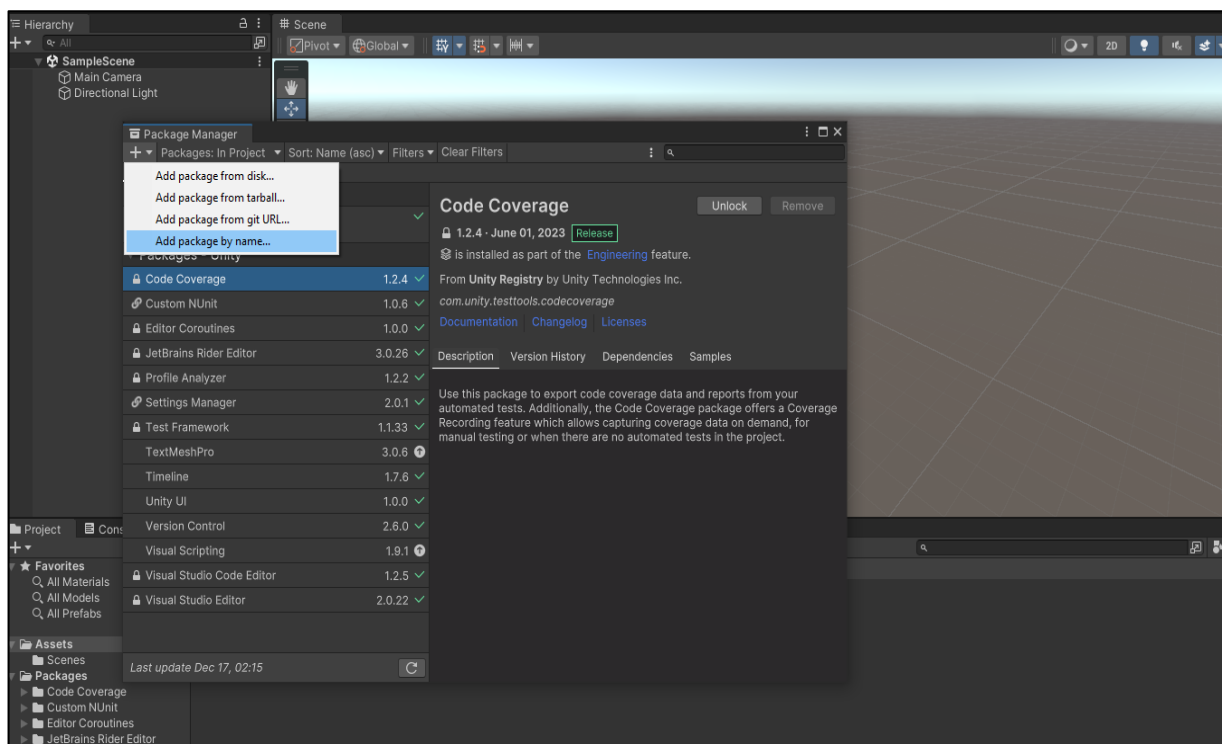 Hierarchy
All
SampleScene
Main Camera
Directional Light
# Scene
Pivot
Global
2D
Package Manager
Packages: In Project
Sort: Name (asc)
Filters
Clear Filters
Add package from disk...
Add package from tarball...
Add package from git URL...
Add package by name...
Packages - Unity
Code Coverage 1.2.4
Custom NUnit 1.0.6
Editor Coroutines 1.0.0
JetBrains Rider Editor 3.0.26
Profile Analyzer 1.2.2
Settings Manager 2.0.1
Test Framework 1.1.33
TextMeshPro 3.0.6
Timeline 1.7.6
Unity UI 1.0.0
Version Control 2.6.0
Visual Scripting 1.9.1
Visual Studio Code Editor 1.2.5
Visual Studio Editor 2.0.22
Last update Dec 17, 02:15
Code Coverage
Unlock
Remove
1.2.4 · June 01, 2023 Release
is installed as part of the Engineering feature.
From Unity Registry by Unity Technologies Inc.
com.unity.testtools.codecoverage
Documentation Changelog Licenses
Description Version History Dependencies Samples
Use this package to export code coverage data and reports from your
automated tests. Additionally, the Code Coverage package offers a Coverage
Recording feature which allows capturing coverage data on demand, for
manual testing or when there are no automated tests in the project.
Project
Cons
Favorites
All Materials
All Models
All Prefabs
Assets
Scenes
Packages
Code Coverage
Custom NUnit
Editor Coroutines
JetBrains Rider Editor